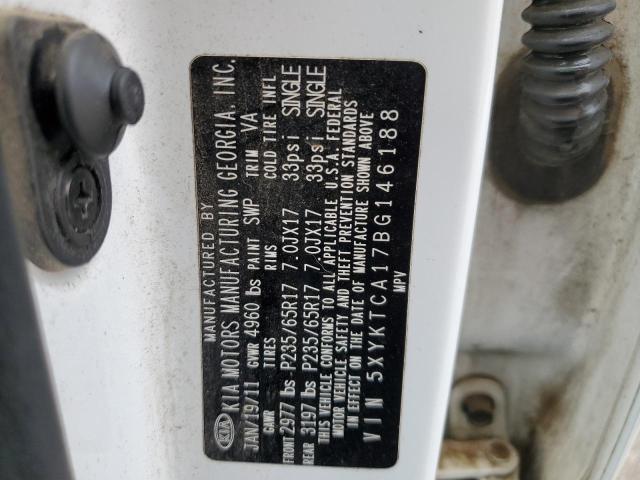 MANUFACTURED BY
KIA KIA MOTORS MANUFACTURING GEORGIA, INC.
JAN/19/11 GVWR 4960 lbs PAINT SWP TRIM VA
GAWR TIRES RIMS COLD TIRE INFL
FRONT 2977 lbs-P235/65R17 7.0JX17 33psi SINGLE
REAR 3197 lbs P235/65R17 7.0JX17 33psi SINGLE
THIS VEHICLE CONFORMS TO ALL APPLICABLE U.S.A. FEDERAL
MOTOR VEHICLE SAFETY AND THEFT PREVENTION STANDARDS
IN EFFECT ON THE DATE OF MANUFACTURE SHOWN ABOVE
VIN 5XYKTCA17BG146188
MPV